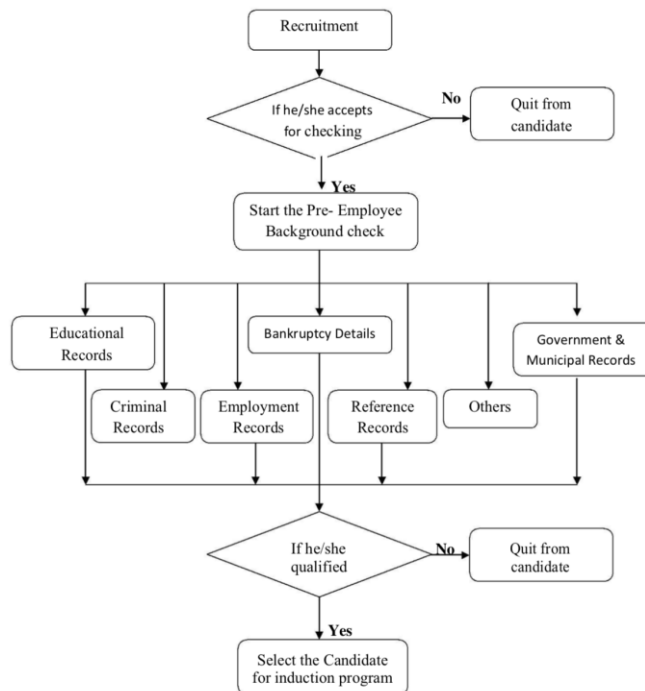 Recruitment
If he/she accepts
for checking
No
Quit from
candidate
Yes
Start the Pre- Employee
Background check
Educational
Records
Bankruptcy Details
Government &
Municipal Records
Criminal
Records
Employment
Records
Reference
Records
Others
If he/she
qualified
No
Quit from
candidate
Yes
Select the Candidate
for induction program